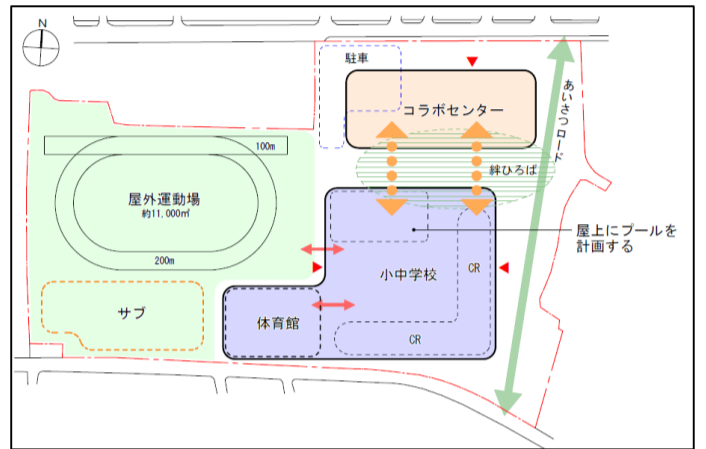 N
駐車
コラボセンター
あいさつロード
100m
絆ひろば
屋外運動場
約11,000㎡
屋上にプールを
計画する
200m
小中学校
CR
サブ
体育館
CR